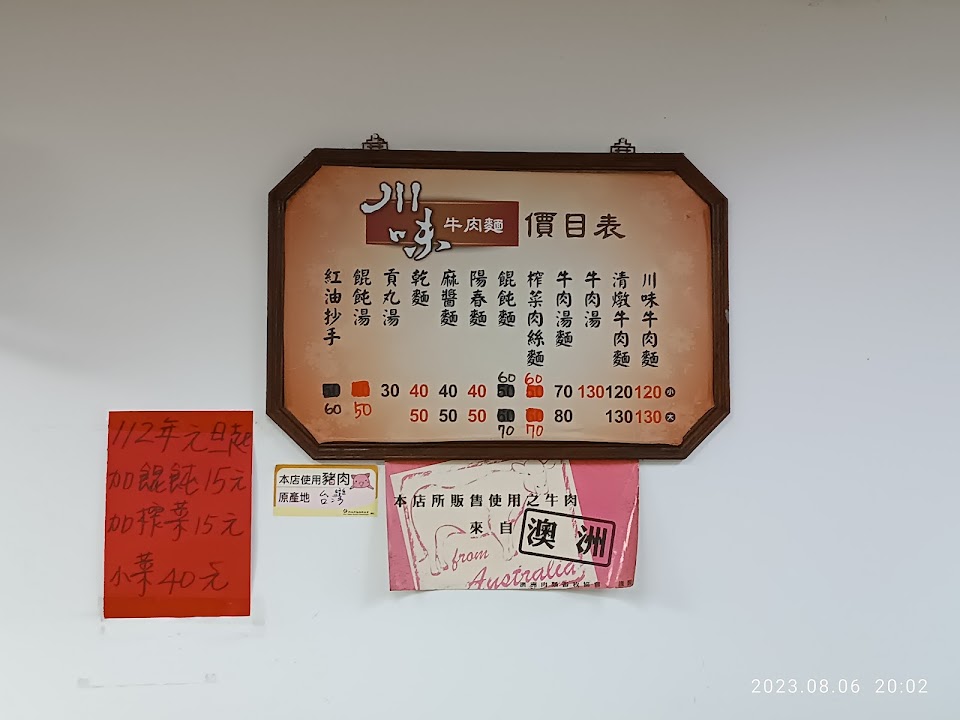 川味 牛肉麵 價目表
川味牛肉麵
清燉牛肉麵
牛肉湯
牛肉湯麵
榨菜肉絲麵
餛飩麵
陽春麵
麻醬麵
乾麵
貢丸湯
餛飩湯
紅油抄手
60 60
30 40 40 40 70 130 120 120 小
60 50
50 50 50 80 130 130 大
70 70
112年元旦起
加餛飩15元
加榨菜15元
小菜40元
本店使用豬肉
原產地 台灣
本店所販售使用之牛肉
來自 澳洲
from
Australia
2023.08.06 20:02